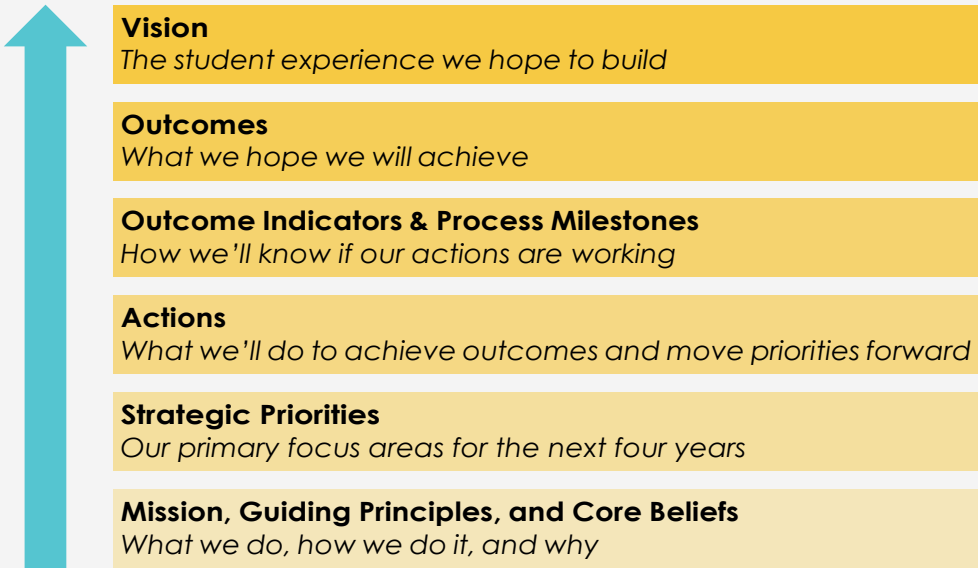 Vision
The student experience we hope to build
Outcomes
What we hope we will achieve
Outcome Indicators & Process Milestones
How we’ll know if our actions are working
Actions
What we’ll do to achieve outcomes and move priorities forward
Strategic Priorities
Our primary focus areas for the next four years
Mission, Guiding Principles, and Core Beliefs
What we do, how we do it, and why